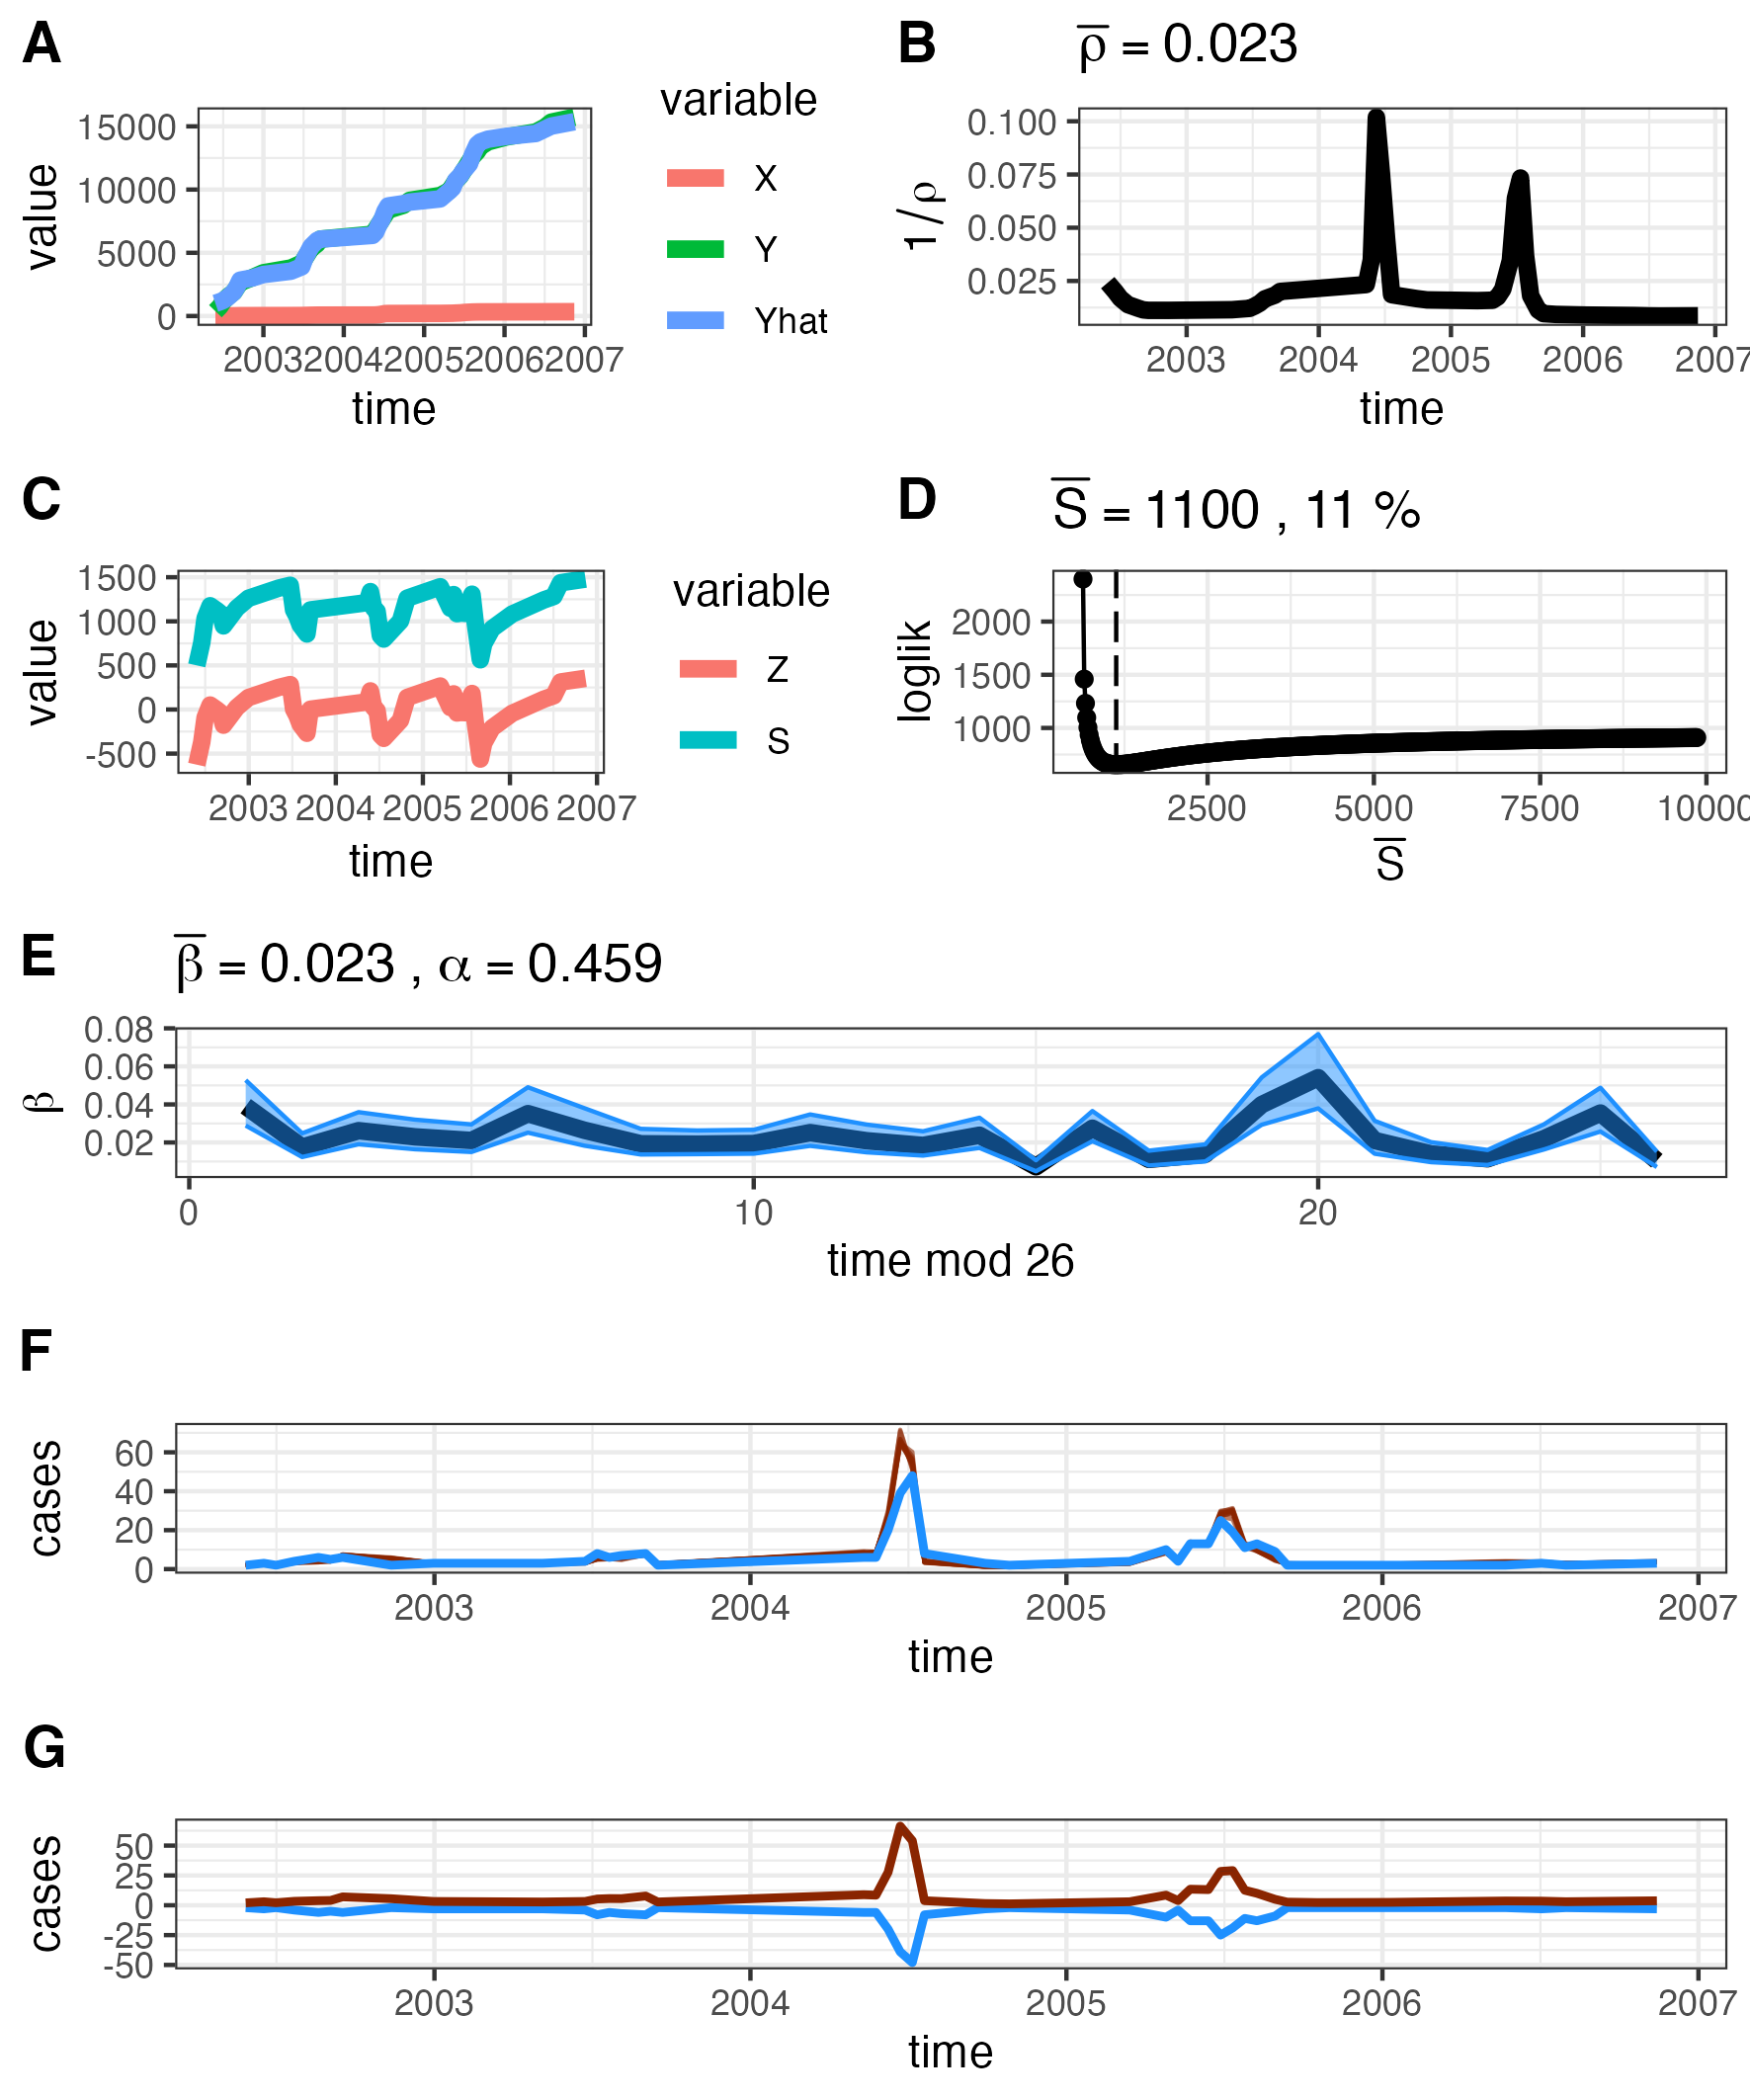 A
variable
X
Y
Yhat
value
15000
10000
5000
0
2003 2004 2005 2006 2007
time
B
ρ̅ = 0.023
1/ρ
0.100
0.075
0.050
0.025
2003 2004 2005 2006 2007
time
C
variable
Z
S
value
1500
1000
500
0
-500
2003 2004 2005 2006 2007
time
D
S̅ = 1100 , 11 %
loglik
2000
1500
1000
2500 5000 7500 10000
S̅
E
β̅ = 0.023 , α = 0.459
β
0.08
0.06
0.04
0.02
0 10 20
time mod 26
F
cases
60
40
20
0
2003 2004 2005 2006 2007
time
G
cases
50
25
0
-25
-50
2003 2004 2005 2006 2007
time